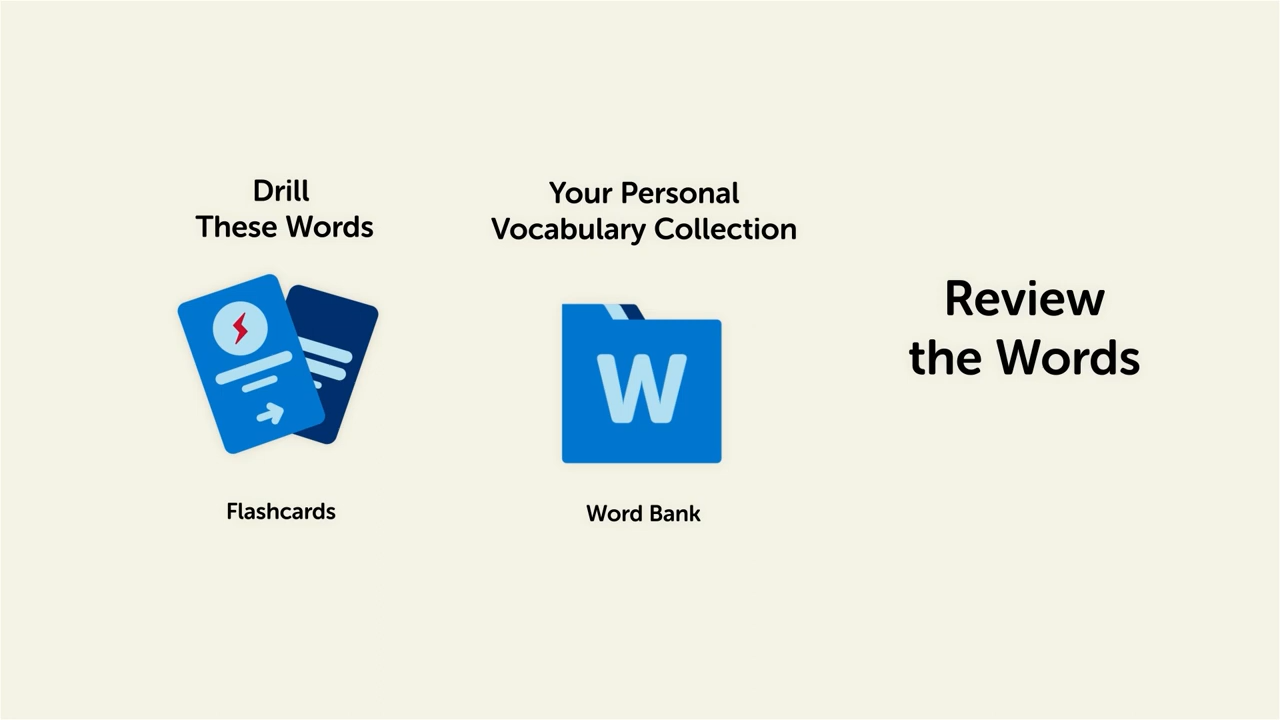 Drill
These Words
Flashcards
Your Personal
Vocabulary Collection
W
Word Bank
Review
the Words